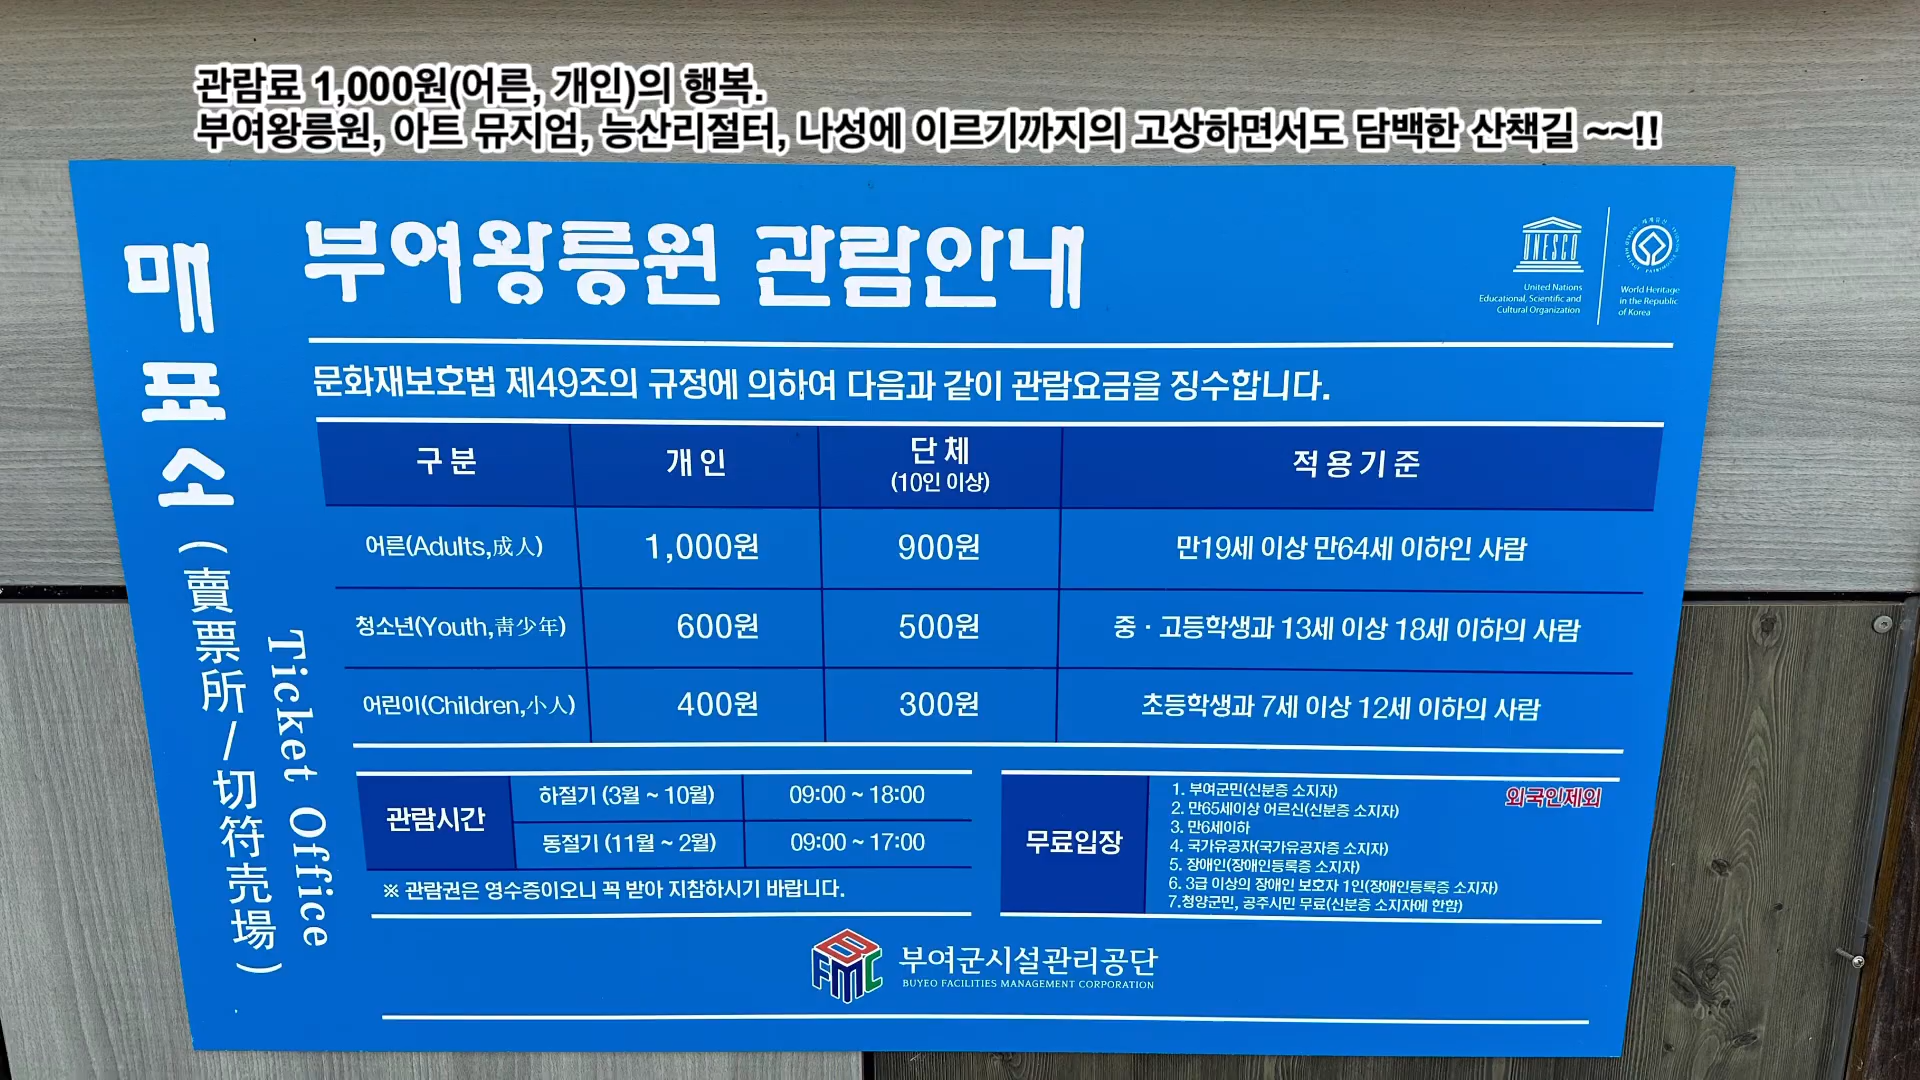 관람료 1,000원(어른, 개인)의 행복.
부여왕릉원, 아트 뮤지엄, 능산리절터, 나성에 이르기까지의 고상하면서도 담백한 산책길 ~~!!
매표소 (賣票所/切符売場)
Ticket Office
부여왕릉원 관람안내
UNESCO
United Nations
Educational, Scientific and
Cultural Organization
World Heritage
in the Republic
of Korea
문화재보호법 제49조의 규정에 의하여 다음과 같이 관람요금을 징수합니다.
구 분 개 인 단 체 (10인 이상) 적 용 기 준
어른(Adults,成人) 1,000원 900원 만19세 이상 만64세 이하인 사람
청소년(Youth,靑少年) 600원 500원 중 · 고등학생과 13세 이상 18세 이하의 사람
어린이(Children,小人) 400원 300원 초등학생과 7세 이상 12세 이하의 사람
관람시간
하절기 (3월 ~ 10월) 09:00 ~ 18:00
동절기 (11월 ~ 2월) 09:00 ~ 17:00
※ 관람권은 영수증이오니 꼭 받아 지참하시기 바랍니다.
무료입장
외국인제외
1. 부여군민(신분증 소지자)
2. 만65세이상 어르신(신분증 소지자)
3. 만6세이하
4. 국가유공자(국가유공자증 소지자)
5. 장애인(장애인등록증 소지자)
6. 3급 이상의 장애인 보호자 1인(장애인등록증 소지자)
7.청양군민, 공주시민 무료(신분증 소지자에 한함)
BFMC
부여군시설관리공단
BUYEO FACILITIES MANAGEMENT CORPORATION